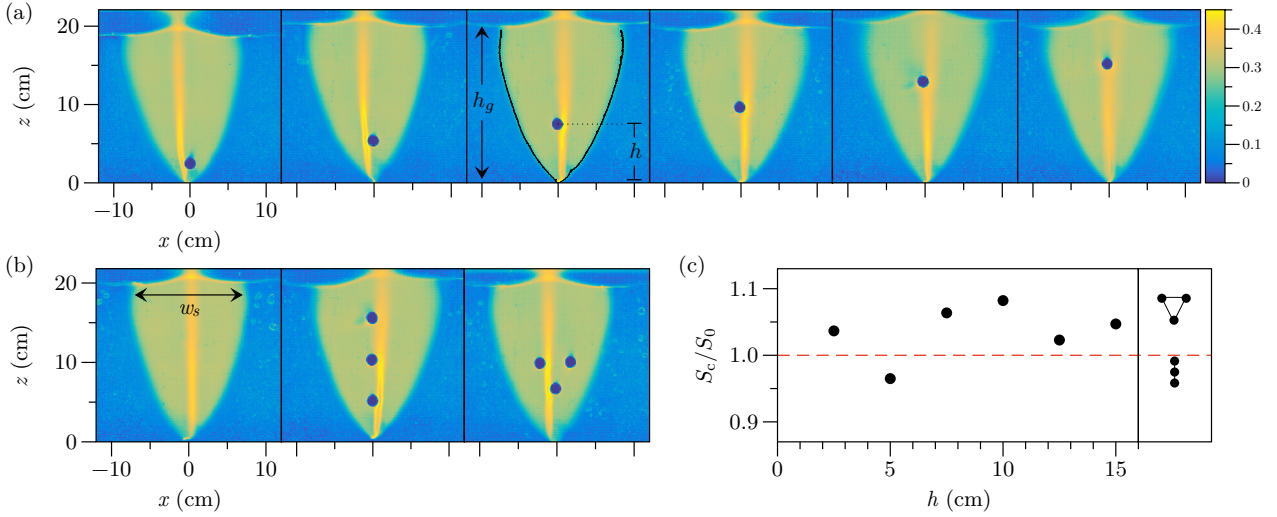 (a)
20
10
0
z (cm)
h_g
h
0.4
0.3
0.2
0.1
0
−10 0 10
x (cm)
(b)
20
10
0
z (cm)
w_s
−10 0 10
x (cm)
(c)
1.1
1.0
0.9
S_c/S_0
0 5 10 15
h (cm)